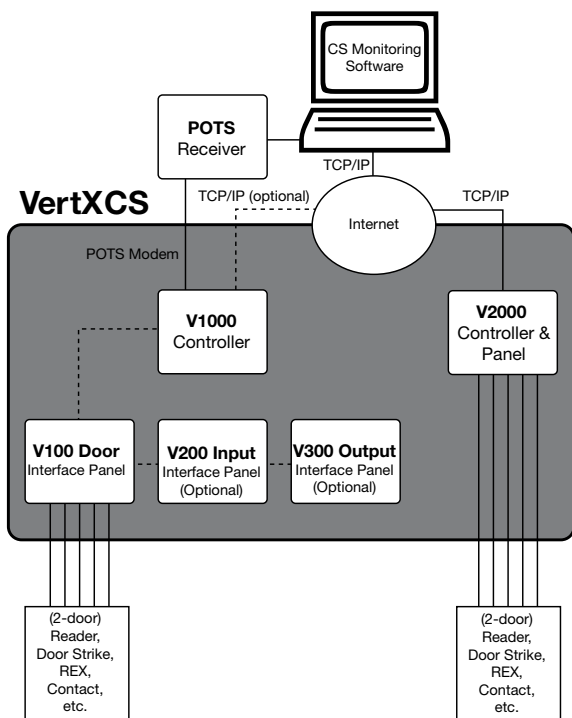 CS Monitoring
Software
POTS
Receiver
TCP/IP
VertXCS
TCP/IP (optional)
TCP/IP
Internet
POTS Modem
V1000
Controller
V2000
Controller &
Panel
V100 Door
Interface Panel
V200 Input
Interface Panel
(Optional)
V300 Output
Interface Panel
(Optional)
(2-door)
Reader,
Door Strike,
REX,
Contact,
etc.
(2-door)
Reader,
Door Strike,
REX,
Contact,
etc.